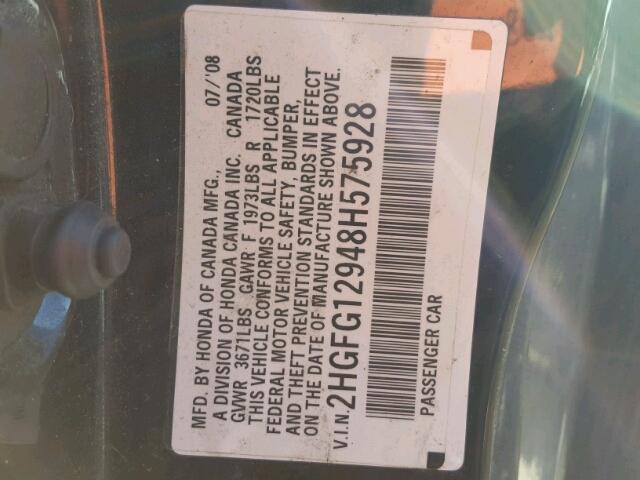 MFD. BY HONDA OF CANADA MFG., 07/'08
A DIVISION OF HONDA CANADA INC. CANADA
GVWR 3671LBS GAWR F 1973LBS R 1720LBS
THIS VEHICLE CONFORMS TO ALL APPLICABLE
FEDERAL MOTOR VEHICLE SAFETY, BUMPER,
AND THEFT PREVENTION STANDARDS IN EFFECT
ON THE DATE OF MANUFACTURE SHOWN ABOVE.
V.I.N. 2HGFG12948H575928
PASSENGER CAR